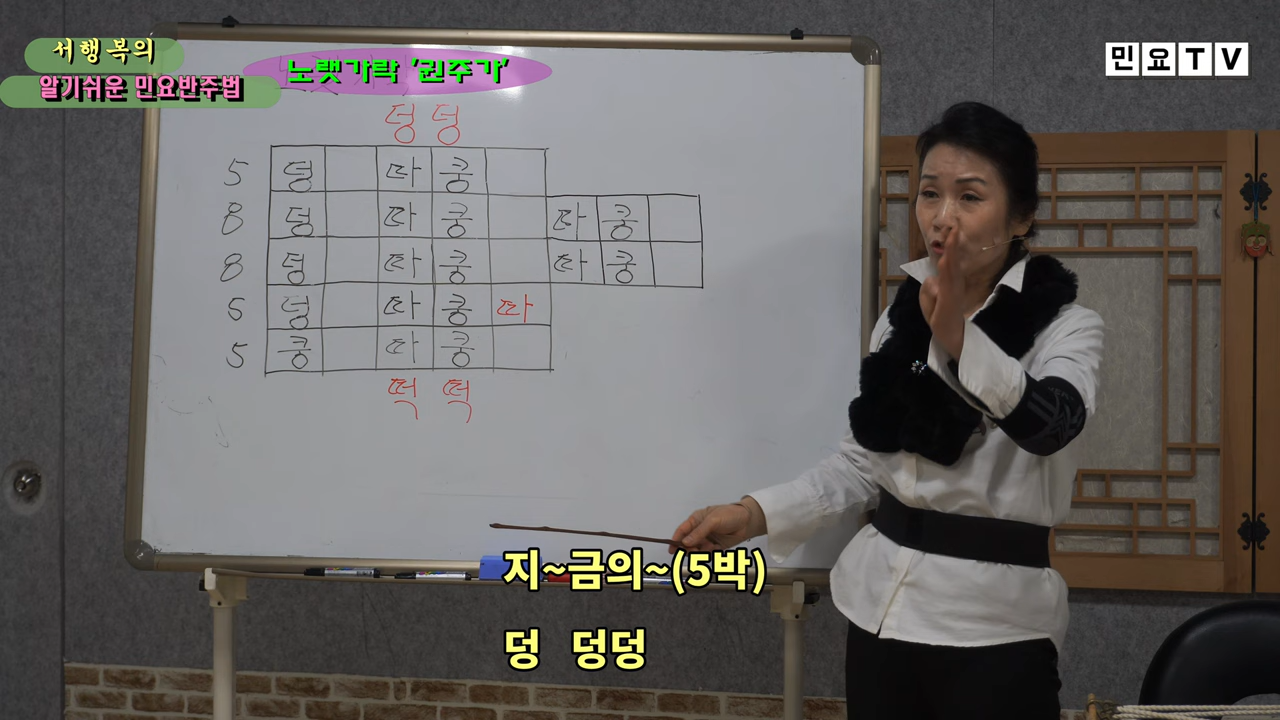 서행복의
알기쉬운 민요반주법
노랫가락 '권주가'
민요TV
덩 덩
5 덩 따 쿵
8 덩 따 쿵 따 쿵
8 덩 따 쿵 따 쿵
5 덩 따 쿵 따
5 쿵 따 쿵
떡 떡
지~금의~(5박)
덩 덩덩